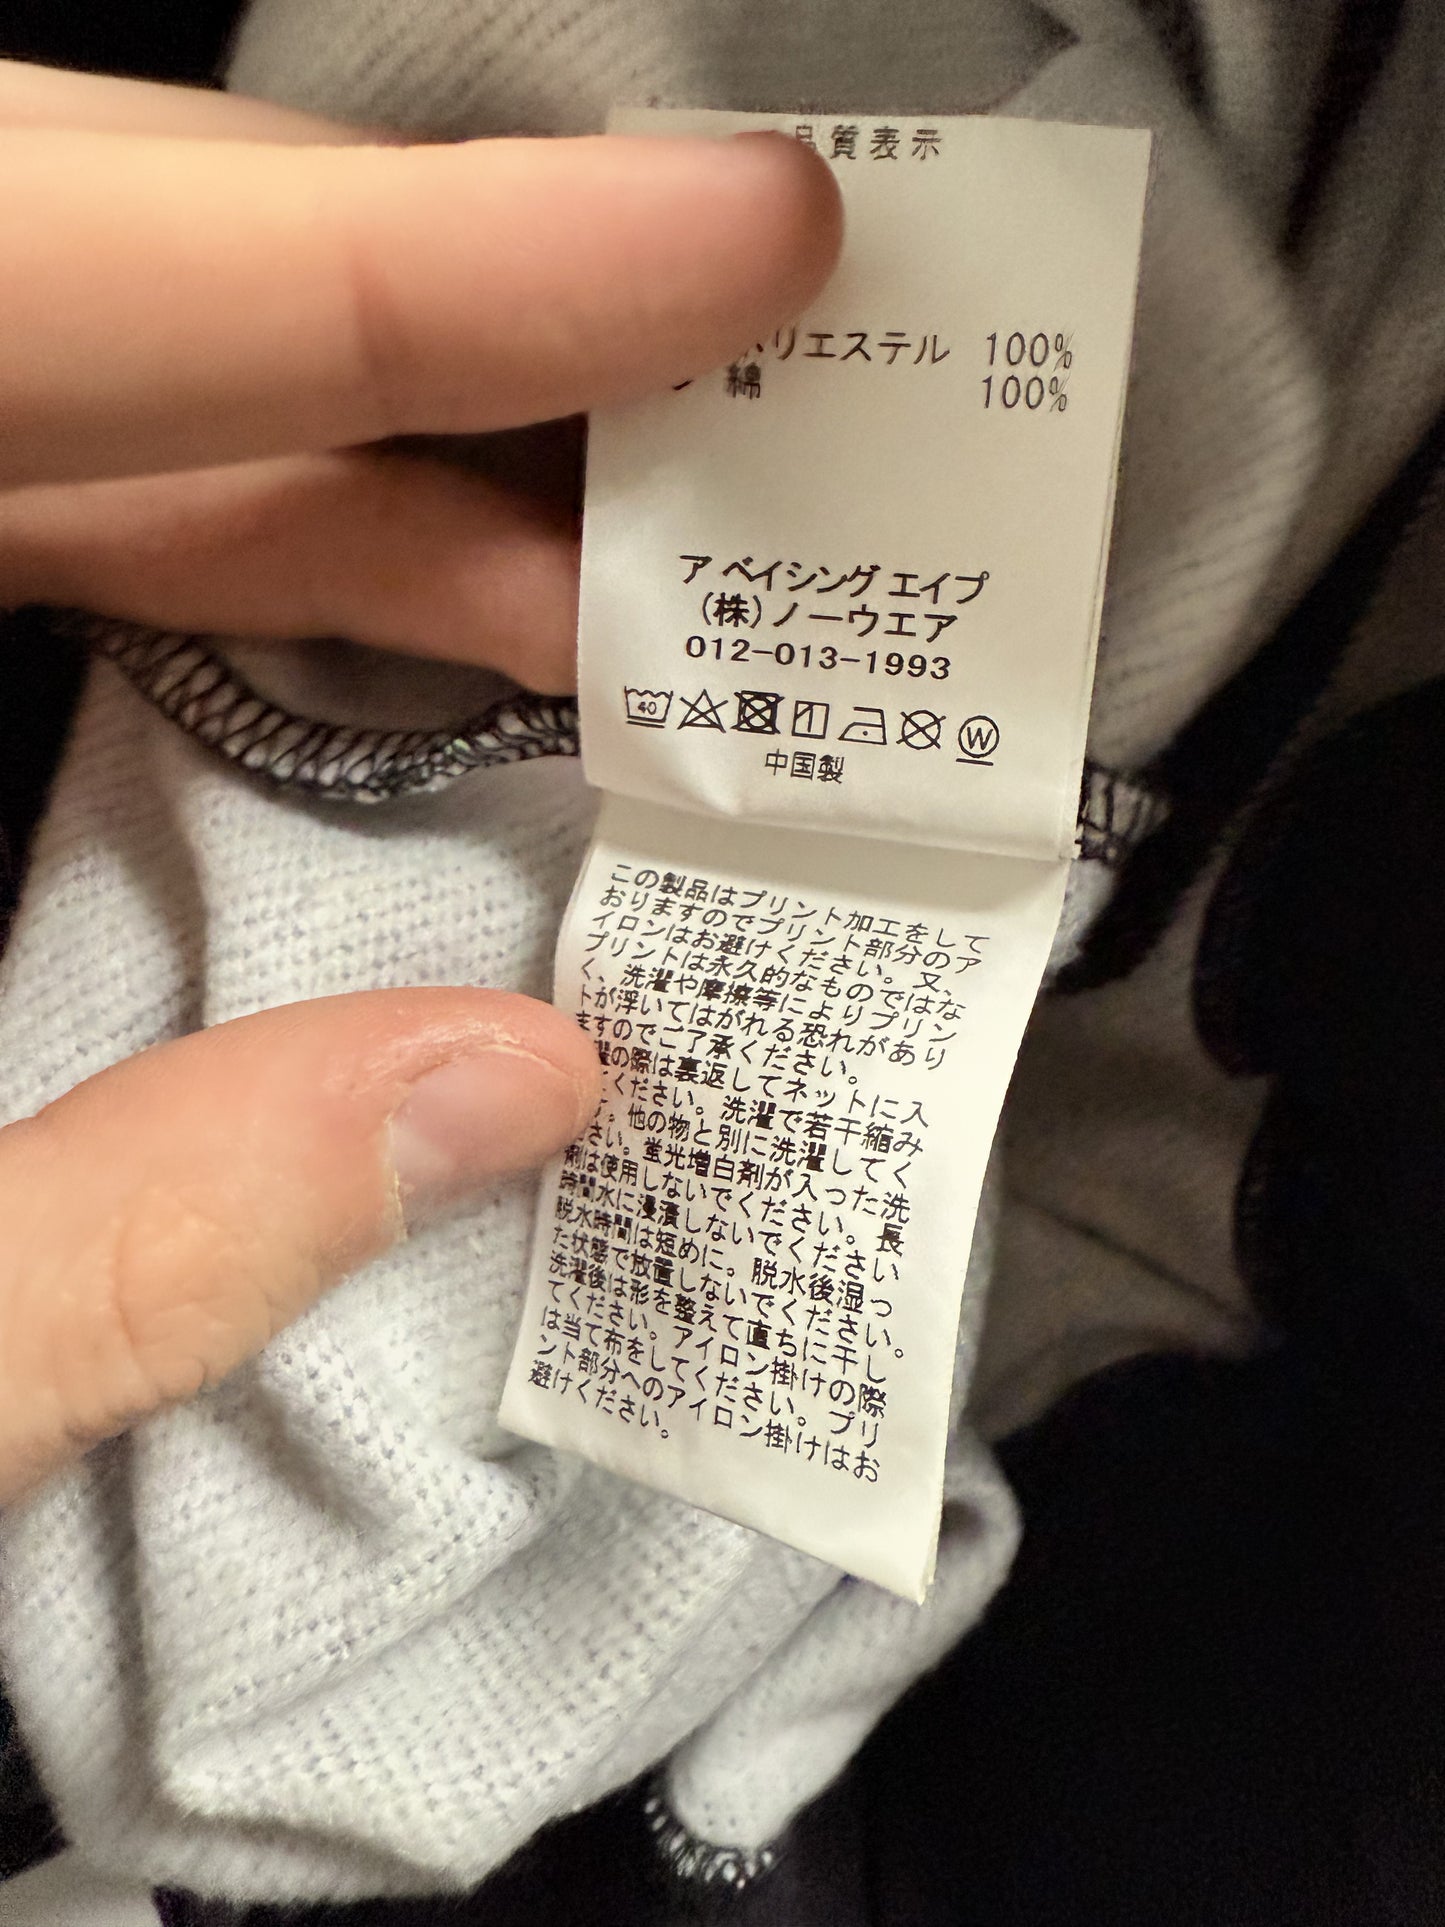 質表示
リエステル 100%
綿 100%
ア ベイシング エイプ
(株)ノーウエア
012-013-1993
40
W
中国製
この製品はプリント加工をして
おりますのでプリント部分のア
イロンはお避けください。又、
プリントは永久的なものではな
く、洗濯や摩擦等によりプリン
トが浮いてはがれる恐れがあり
ますのでご了承ください。
濯の際は裏返してネットに入
ください。洗濯で若干縮み
す。他の物と別に洗濯してく
さい。蛍光増白剤が入った洗
剤は使用しないでください。長
時間水に浸漬しないでください
脱水時間は短めに。脱水後湿っ
た状態で放置しないでください。
洗濯後は形を整えて直ちに干し
てください。アイロン掛けの際
は当て布をしてください。プリ
ント部分へのアイロン掛けはお
避けください。